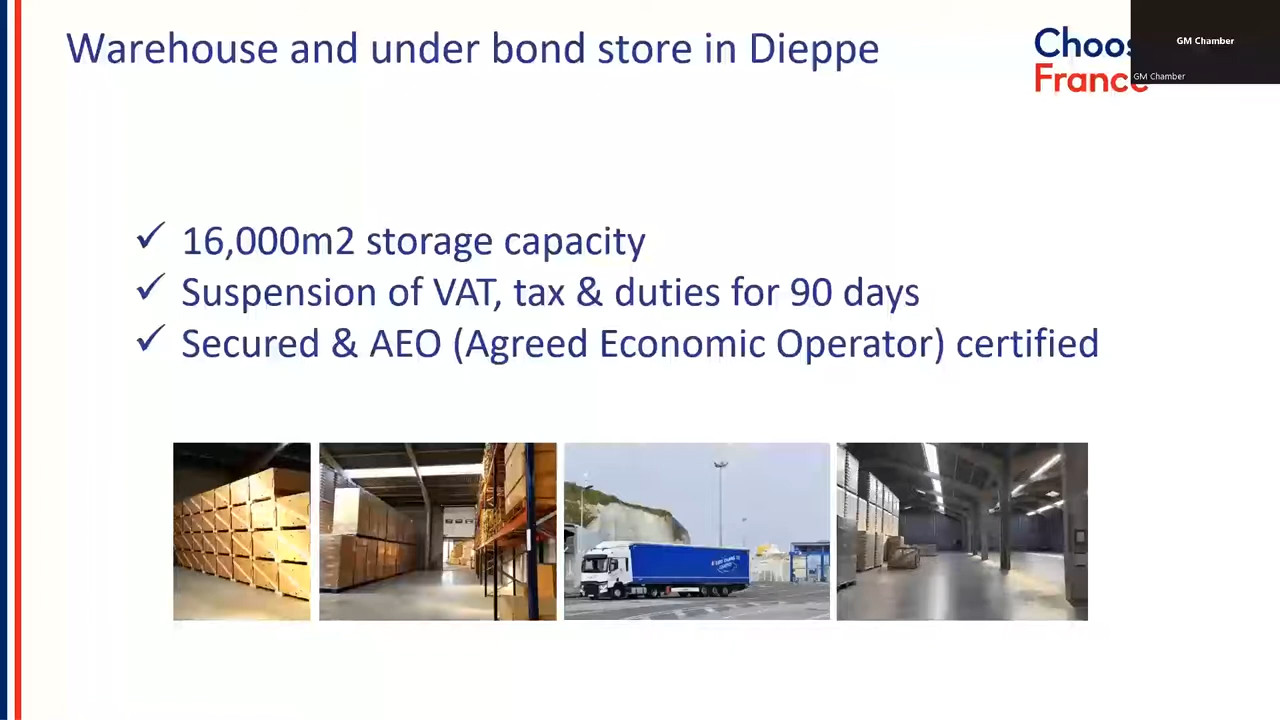 Warehouse and under bond store in Dieppe
Choos
France
GM Chamber
GM Chamber
✓ 16,000m2 storage capacity
✓ Suspension of VAT, tax & duties for 90 days
✓ Secured & AEO (Agreed Economic Operator) certified